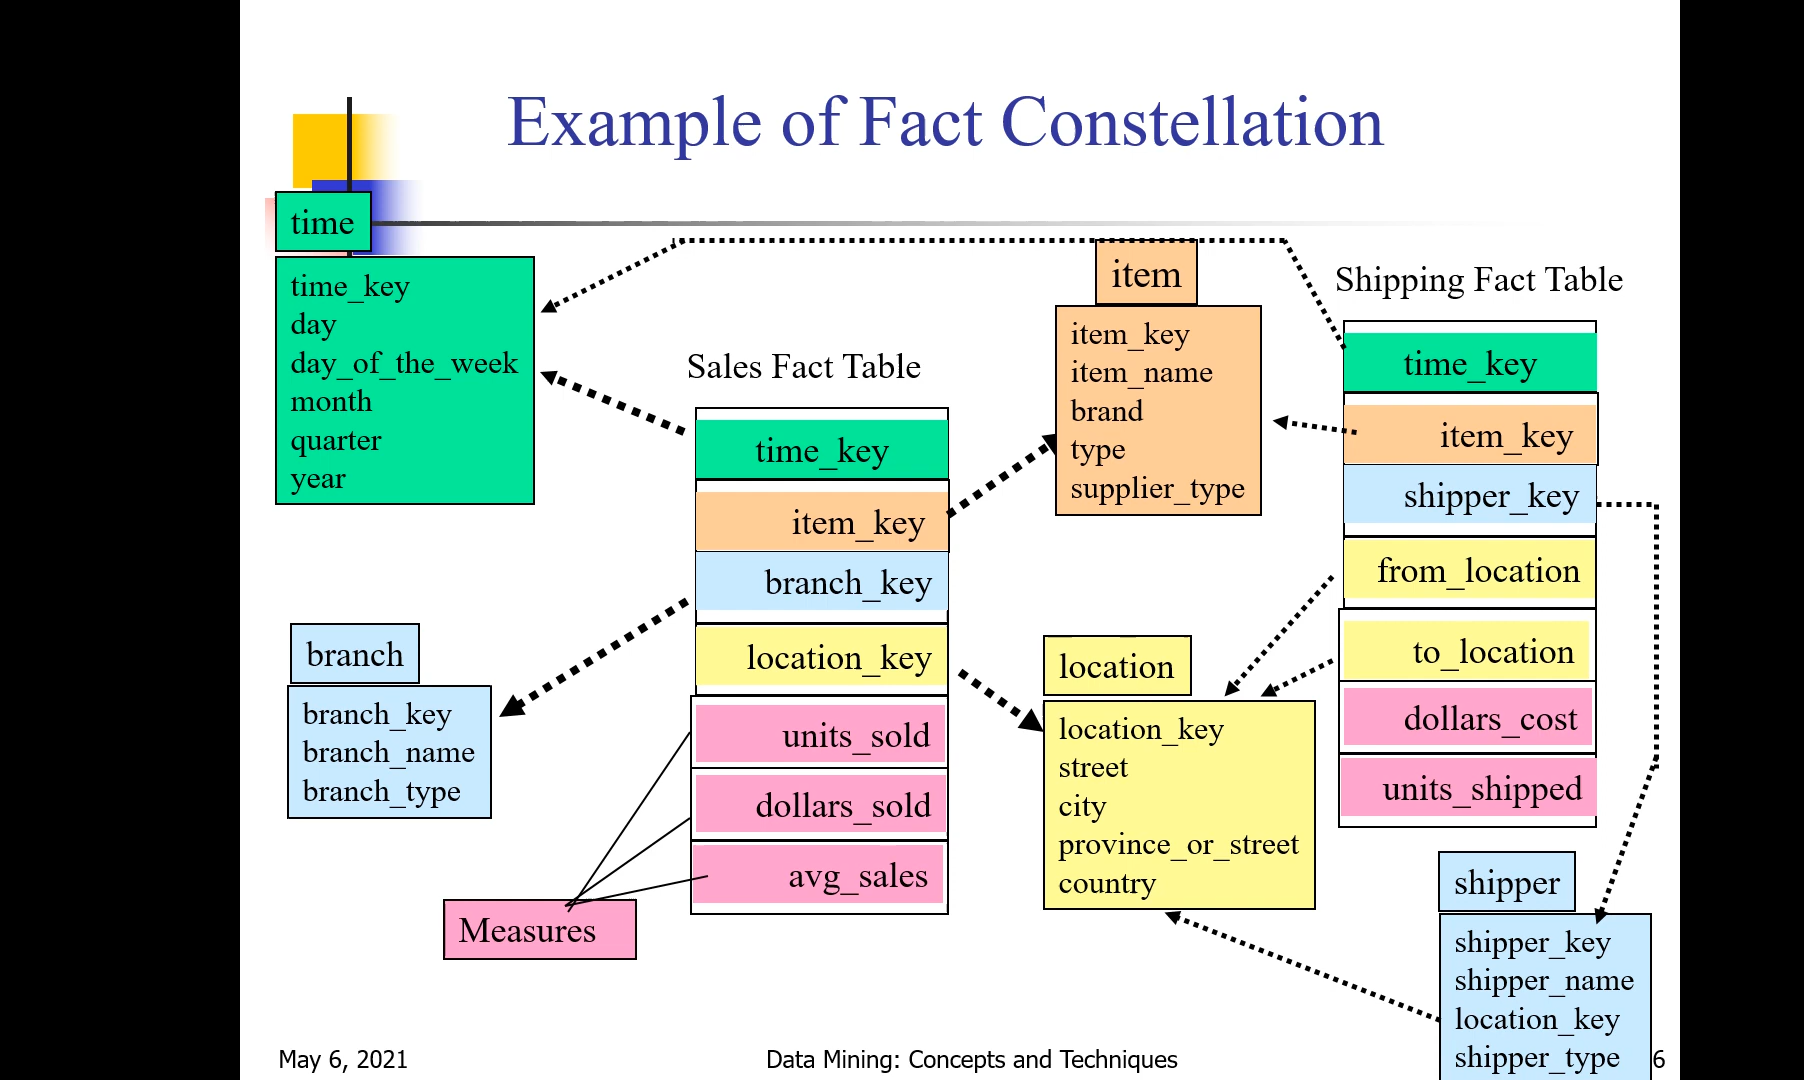 Example of Fact Constellation
time
time_key
day
day_of_the_week
month
quarter
year
Sales Fact Table
time_key
item_key
branch_key
location_key
units_sold
dollars_sold
avg_sales
Measures
branch
branch_key
branch_name
branch_type
item
item_key
item_name
brand
type
supplier_type
location
location_key
street
city
province_or_street
country
Shipping Fact Table
time_key
item_key
shipper_key
from_location
to_location
dollars_cost
units_shipped
shipper
shipper_key
shipper_name
location_key
shipper_type
May 6, 2021
Data Mining: Concepts and Techniques
6